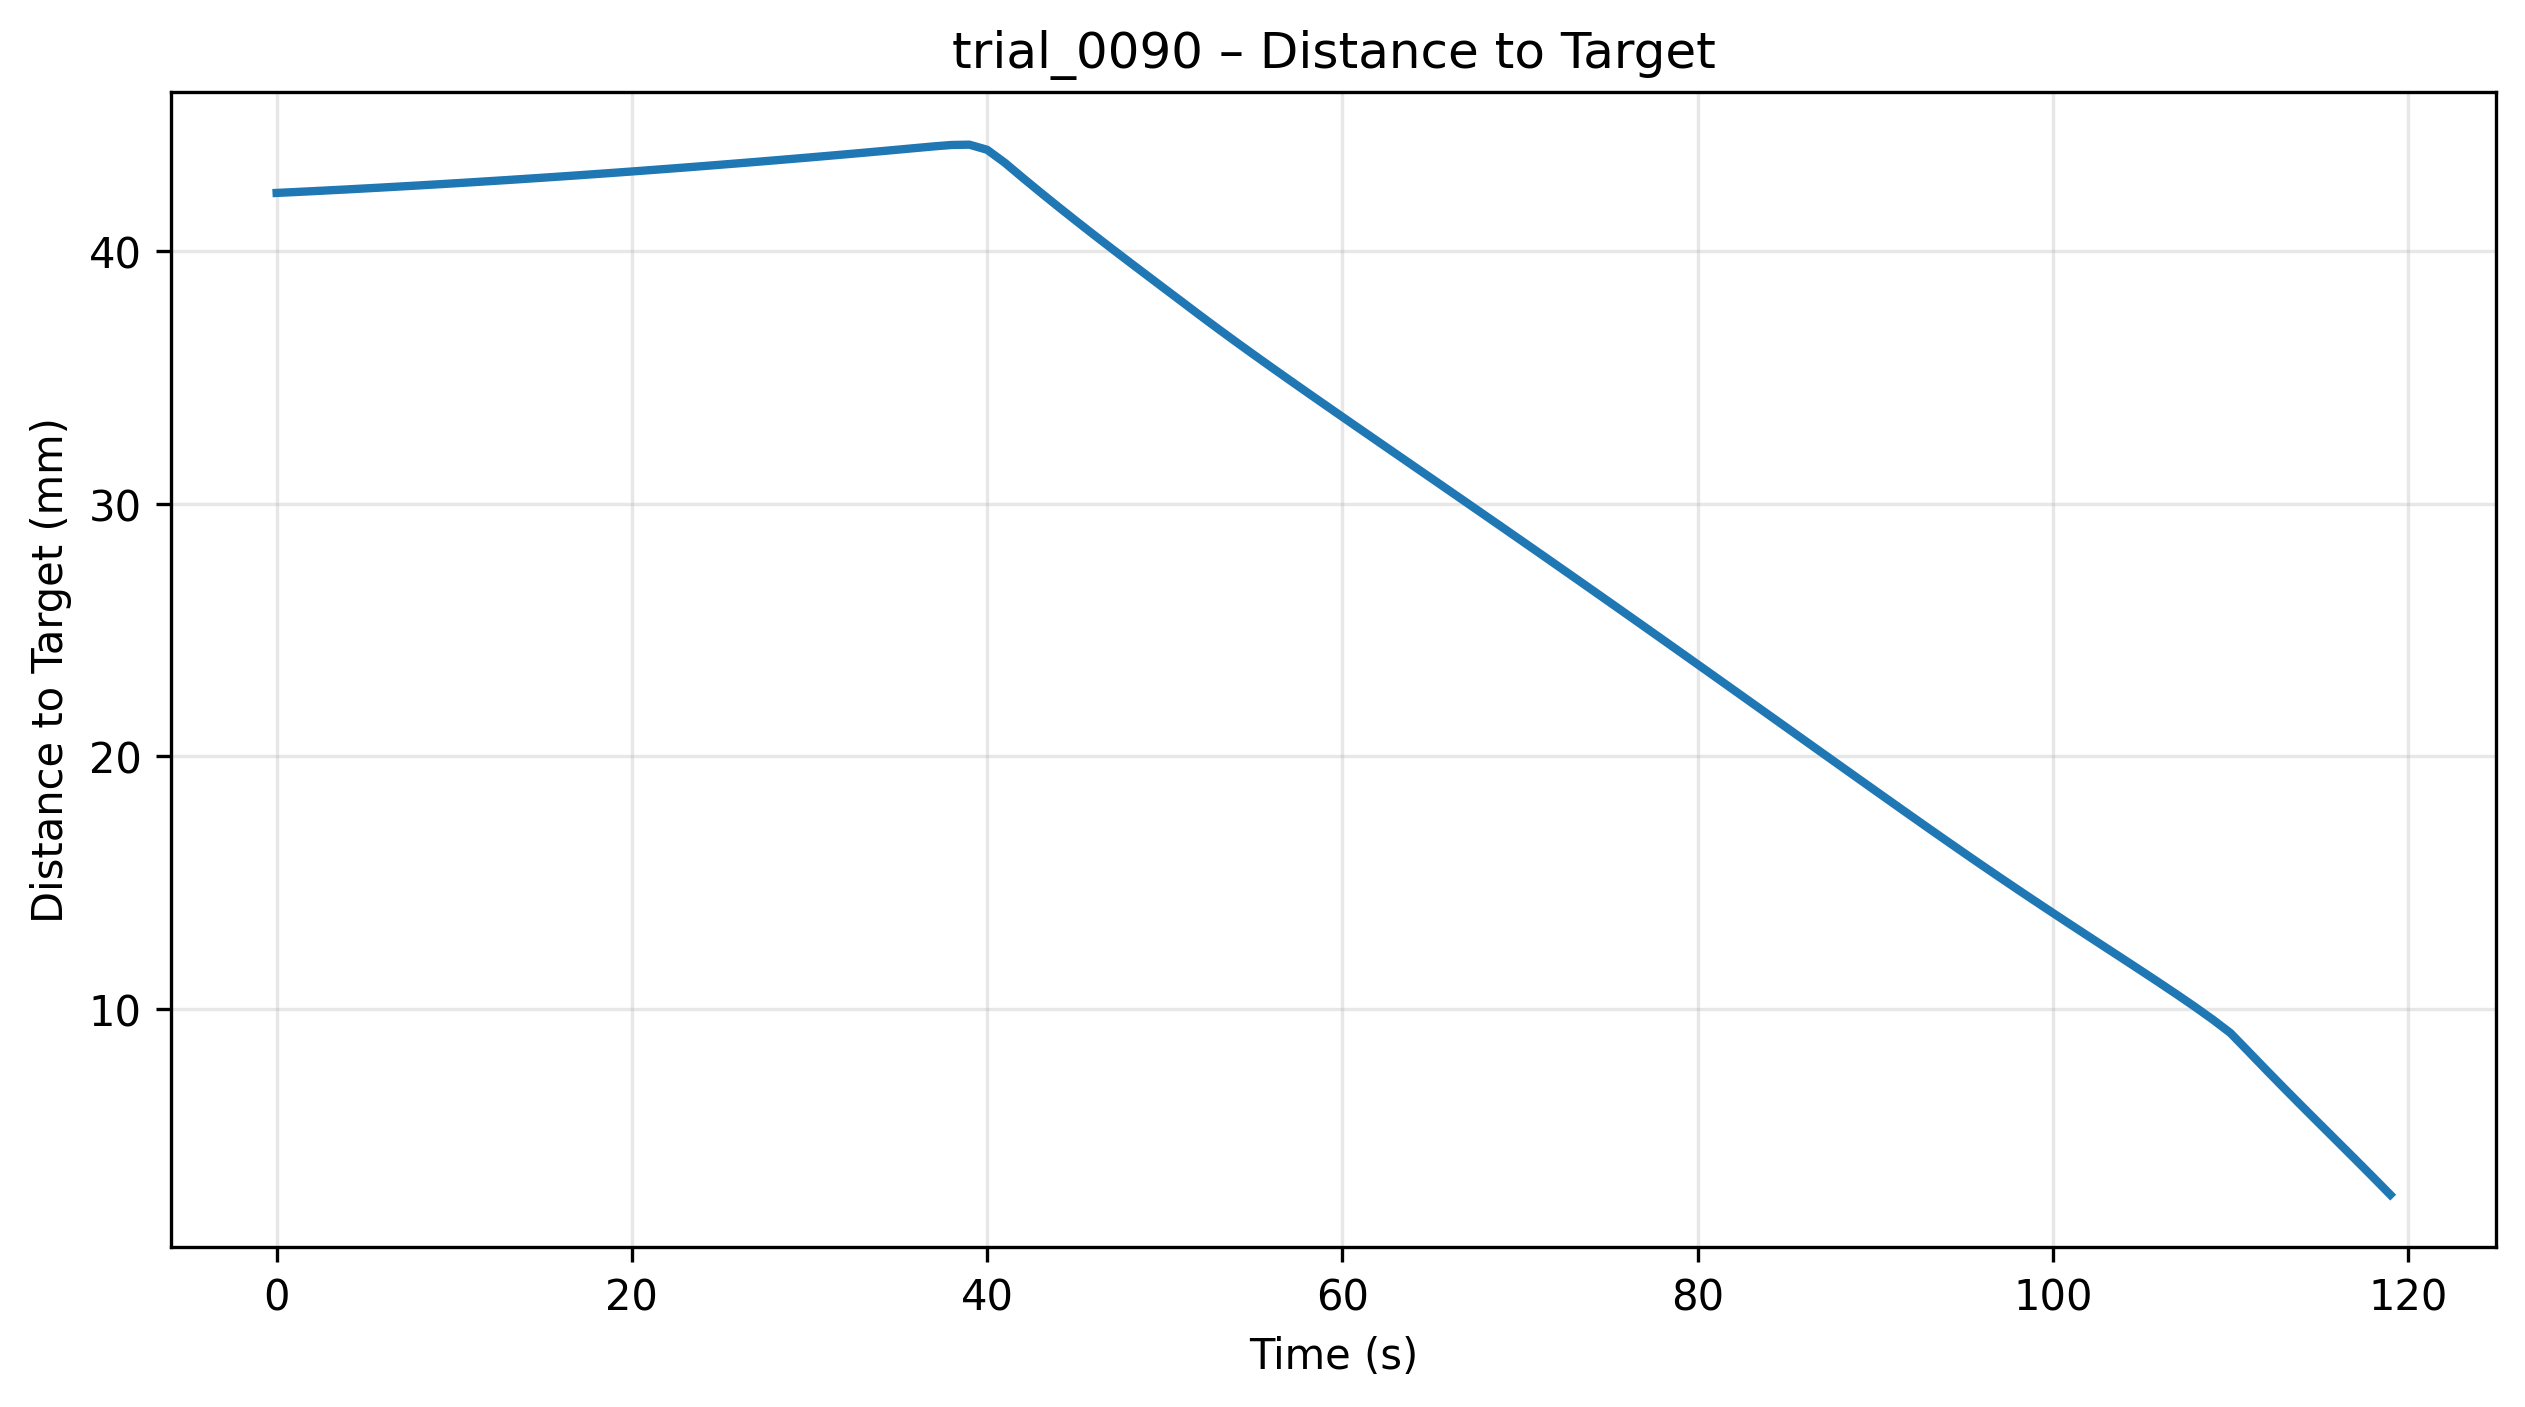 trial_0090 – Distance to Target
Distance to Target (mm)
40
30
20
10
0 20 40 60 80 100 120
Time (s)